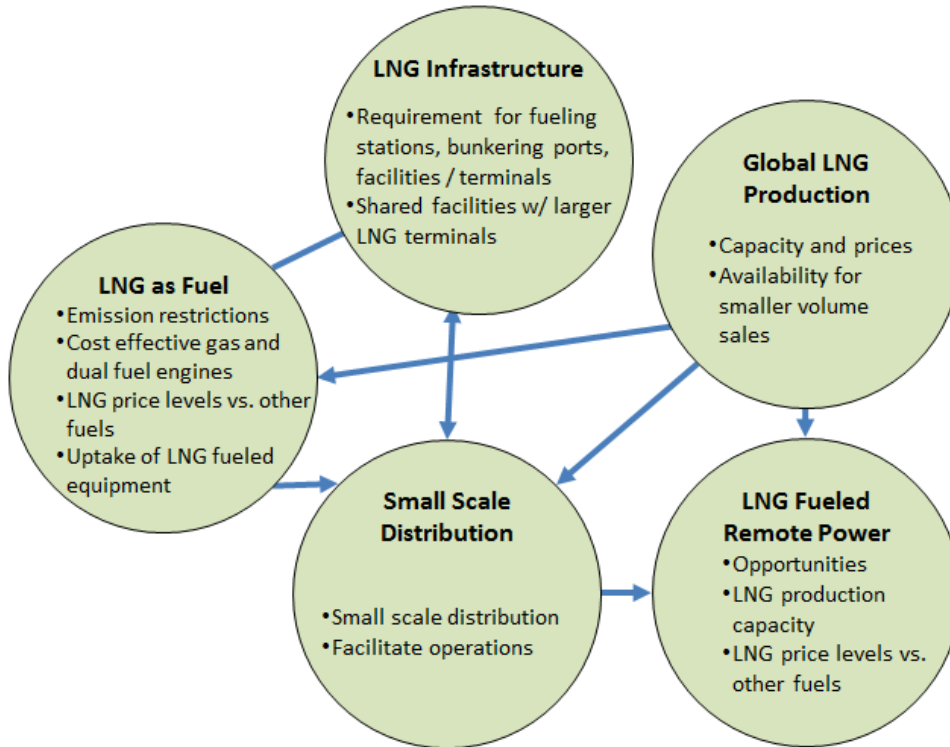 LNG Infrastructure
•Requirement for fueling
stations, bunkering ports,
facilities / terminals
•Shared facilities w/ larger
LNG terminals
Global LNG
Production
•Capacity and prices
•Availability for
smaller volume
sales
LNG as Fuel
•Emission restrictions
•Cost effective gas and
dual fuel engines
•LNG price levels vs. other
fuels
•Uptake of LNG fueled
equipment
Small Scale
Distribution
•Small scale distribution
•Facilitate operations
LNG Fueled
Remote Power
•Opportunities
•LNG production
capacity
•LNG price levels vs.
other fuels